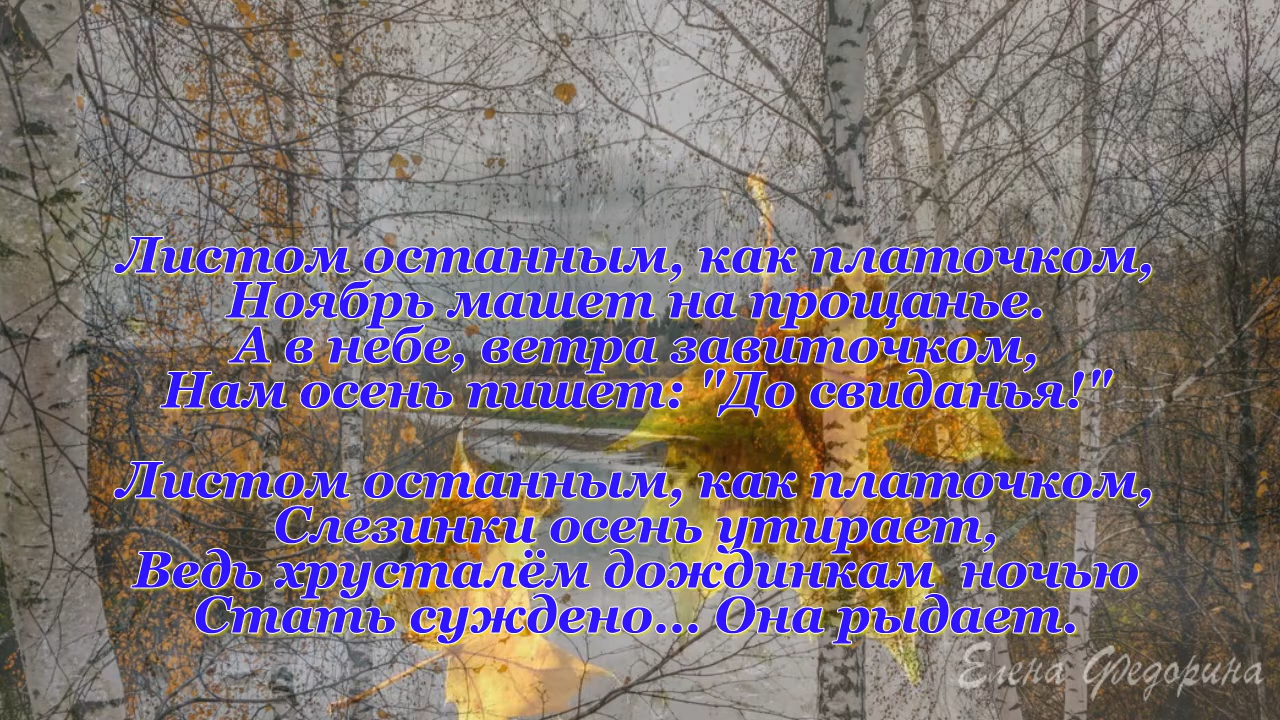 Листом останным, как платочком,
Ноябрь машет на прощанье.
А в небе, ветра завиточком,
Нам осень пишет: "До свиданья!"
Листом останным, как платочком,
Слезинки осень утирает,
Ведь хрусталём дождинкам ночью
Стать суждено... Она рыдает.
Елена Федорина